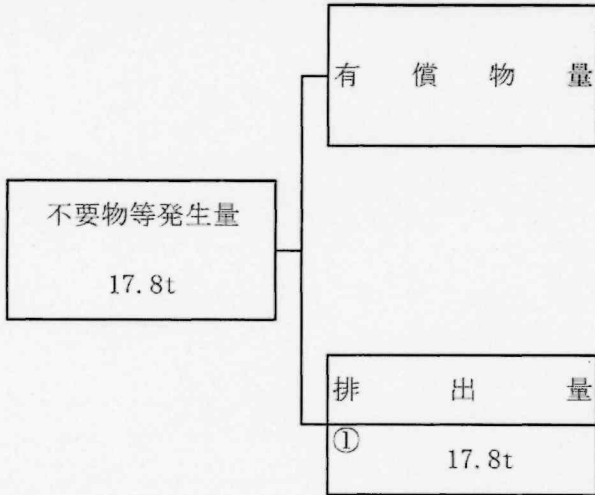 有償物量
不要物等発生量
17.8t
排出量
①
17.8t